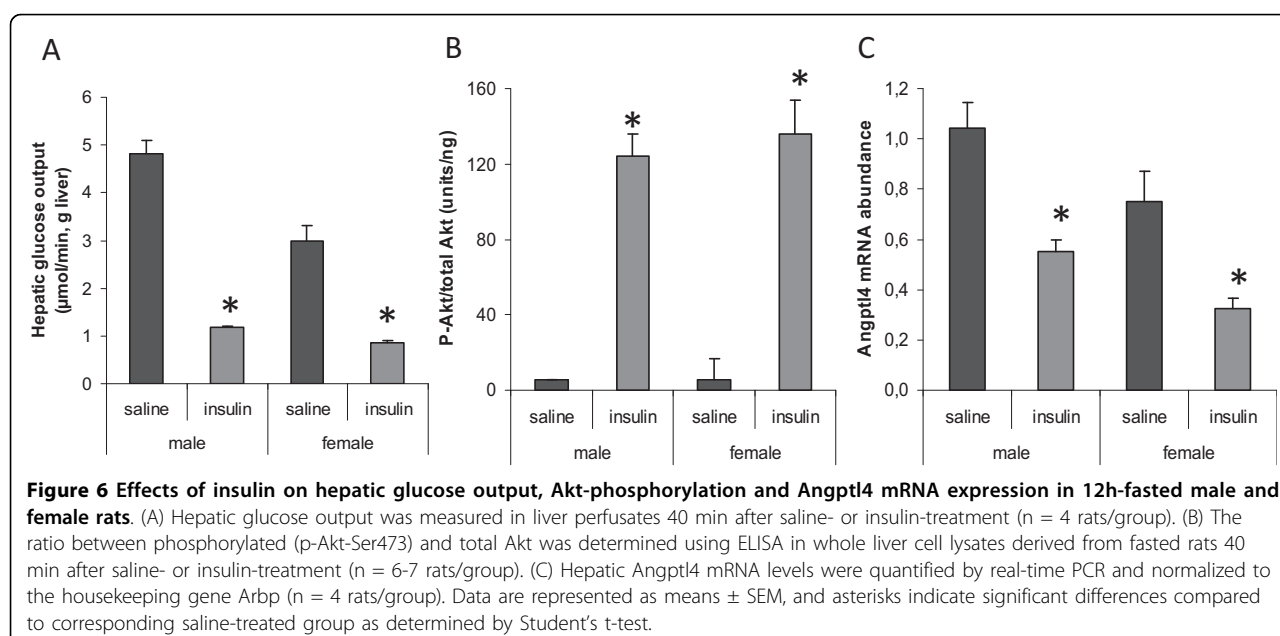 A
B
C
Hepatic glucose output
(µmol/min, g liver)
6
5
4
3
2
1
0
*
*
saline
insulin
saline
insulin
male
female
P-Akt/total Akt (units/ng)
160
120
80
40
0
*
*
saline
insulin
saline
insulin
male
female
Angptl4 mRNA abundance
1,2
1,0
0,8
0,6
0,4
0,2
0,0
*
*
saline
insulin
saline
insulin
male
female
Figure 6 Effects of insulin on hepatic glucose output, Akt-phosphorylation and Angptl4 mRNA expression in 12h-fasted male and
female rats. (A) Hepatic glucose output was measured in liver perfusates 40 min after saline- or insulin-treatment (n = 4 rats/group). (B) The
ratio between phosphorylated (p-Akt-Ser473) and total Akt was determined using ELISA in whole liver cell lysates derived from fasted rats 40
min after saline- or insulin-treatment (n = 6-7 rats/group). (C) Hepatic Angptl4 mRNA levels were quantified by real-time PCR and normalized to
the housekeeping gene Arbp (n = 4 rats/group). Data are represented as means ± SEM, and asterisks indicate significant differences compared
to corresponding saline-treated group as determined by Student's t-test.